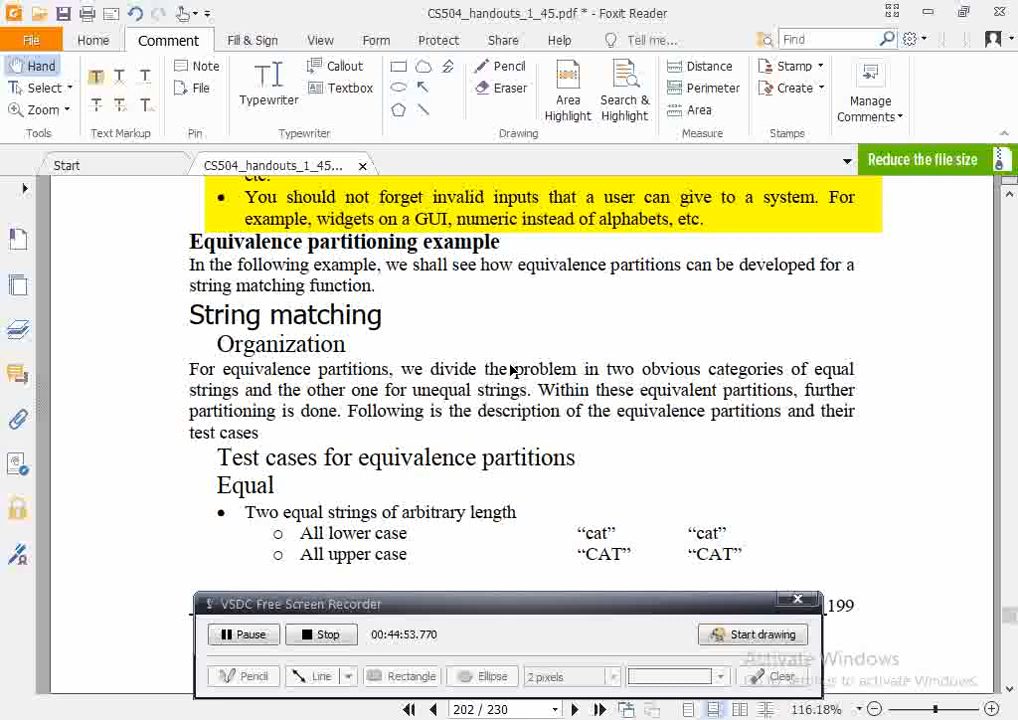 CS504_handouts_1_45.pdf * - Foxit Reader
File Home Comment Fill & Sign View Form Protect Share Help Tell me... Find
Hand
Select
Zoom
Tools
Text Markup
Note
File
Pin
Typewriter
Callout
Textbox
Typewriter
Pencil
Eraser
Area
Highlight
Search &
Highlight
Drawing
Distance
Perimeter
Area
Measure
Stamp
Create
Stamps
Manage
Comments
Start
CS504_handouts_1_45...
Reduce the file size
etc.
• You should not forget invalid inputs that a user can give to a system. For
example, widgets on a GUI, numeric instead of alphabets, etc.
Equivalence partitioning example
In the following example, we shall see how equivalence partitions can be developed for a
string matching function.
String matching
Organization
For equivalence partitions, we divide the problem in two obvious categories of equal
strings and the other one for unequal strings. Within these equivalent partitions, further
partitioning is done. Following is the description of the equivalence partitions and their
test cases
Test cases for equivalence partitions
Equal
• Two equal strings of arbitrary length
o All lower case “cat” “cat”
o All upper case “CAT” “CAT”
199
VSDC Free Screen Recorder
Pause Stop 00:44:53.770 Start drawing
Pencil Line Rectangle Ellipse 2 pixels Clear
Activate Windows
Go to Settings to activate Windows.
202 / 230
116.18%